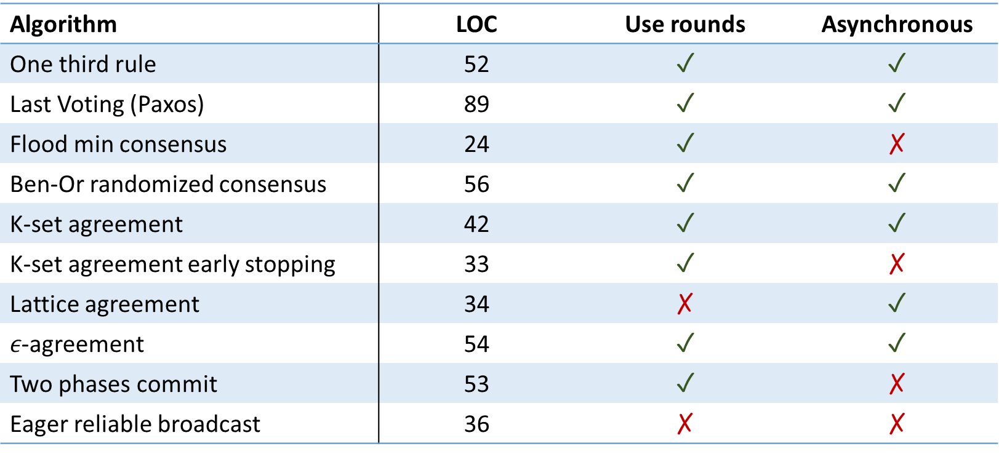 Algorithm LOC Use rounds Asynchronous
One third rule 52 ✓ ✓
Last Voting (Paxos) 89 ✓ ✓
Flood min consensus 24 ✓ ✗
Ben-Or randomized consensus 56 ✓ ✓
K-set agreement 42 ✓ ✓
K-set agreement early stopping 33 ✓ ✗
Lattice agreement 34 ✗ ✓
ϵ-agreement 54 ✓ ✓
Two phases commit 53 ✓ ✗
Eager reliable broadcast 36 ✗ ✗